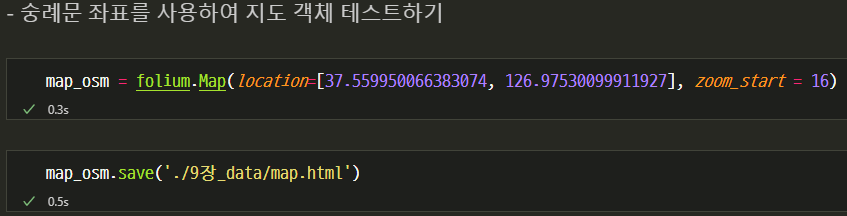 - 숭례문 좌표를 사용하여 지도 객체 테스트하기
map_osm = folium.Map(location=[37.559950066383074, 126.97530099911927], zoom_start = 16)
✓ 0.3s
map_osm.save('./9장_data/map.html')
✓ 0.5s